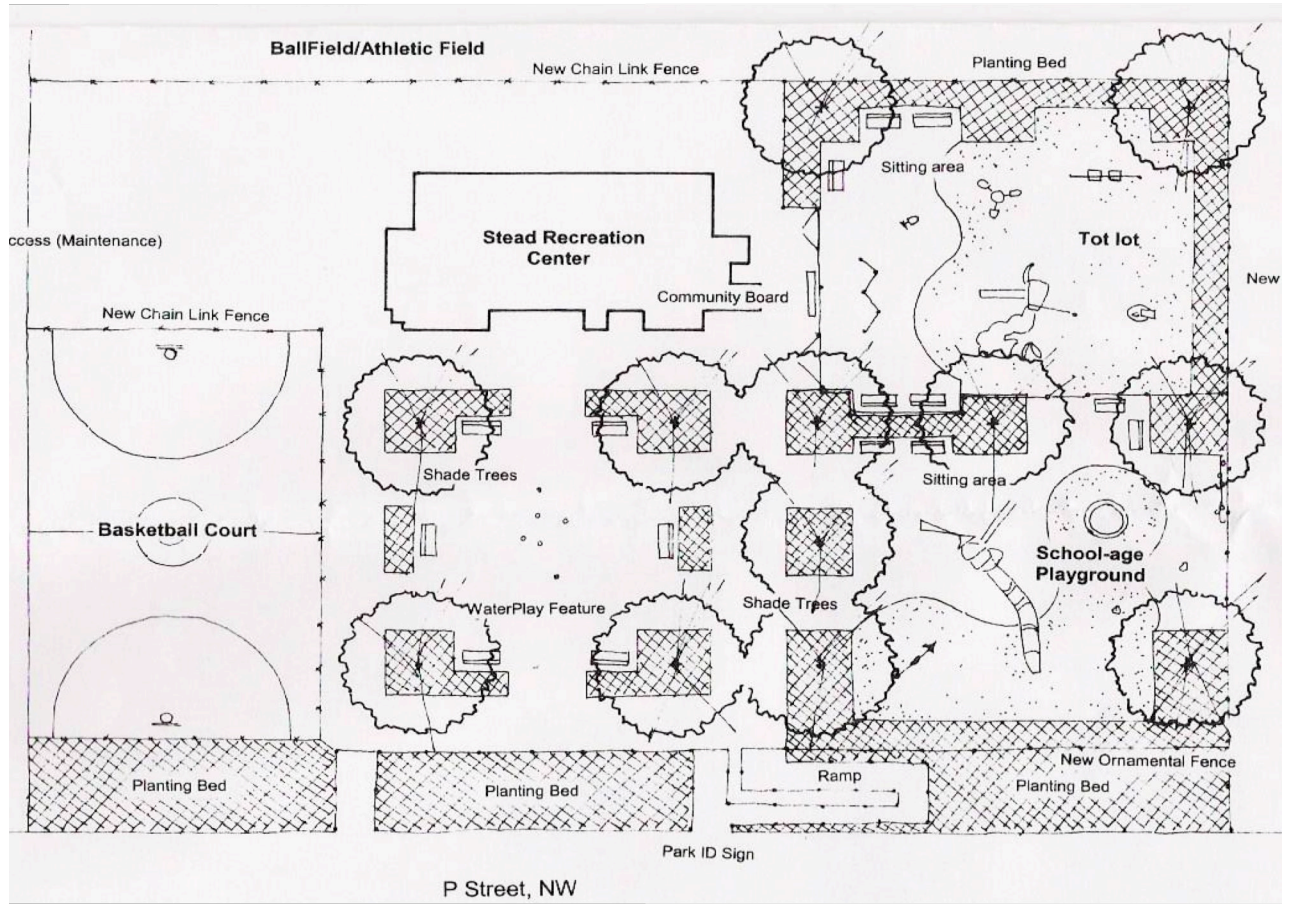 BallField/Athletic Field
New Chain Link Fence
Planting Bed
Sitting area
Stead Recreation
Center
Tot lot
ccess (Maintenance)
New
Community Board
New Chain Link Fence
Shade Trees
Sitting area
Basketball Court
School-age
Playground
WaterPlay Feature
Shade Trees
New Ornamental Fence
Ramp
Planting Bed
Planting Bed
Planting Bed
Park ID Sign
P Street, NW